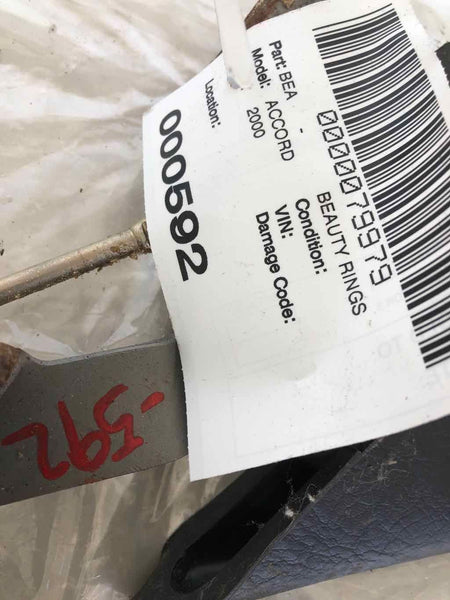 0000079979
Part: BEA - BEAUTY RINGS
Model: ACCORD Condition:
2000 VIN:
Damage Code:
Location:
000592
-592